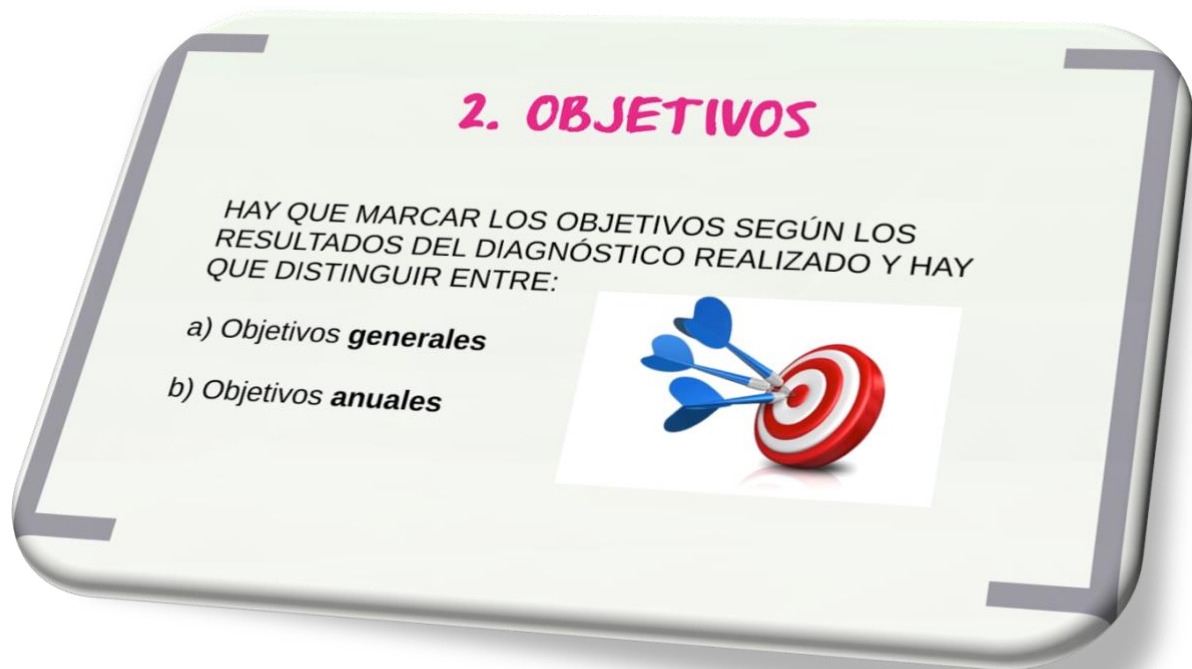 2. OBJETIVOS
HAY QUE MARCAR LOS OBJETIVOS SEGÚN LOS
RESULTADOS DEL DIAGNÓSTICO REALIZADO Y HAY
QUE DISTINGUIR ENTRE:
a) Objetivos generales
b) Objetivos anuales